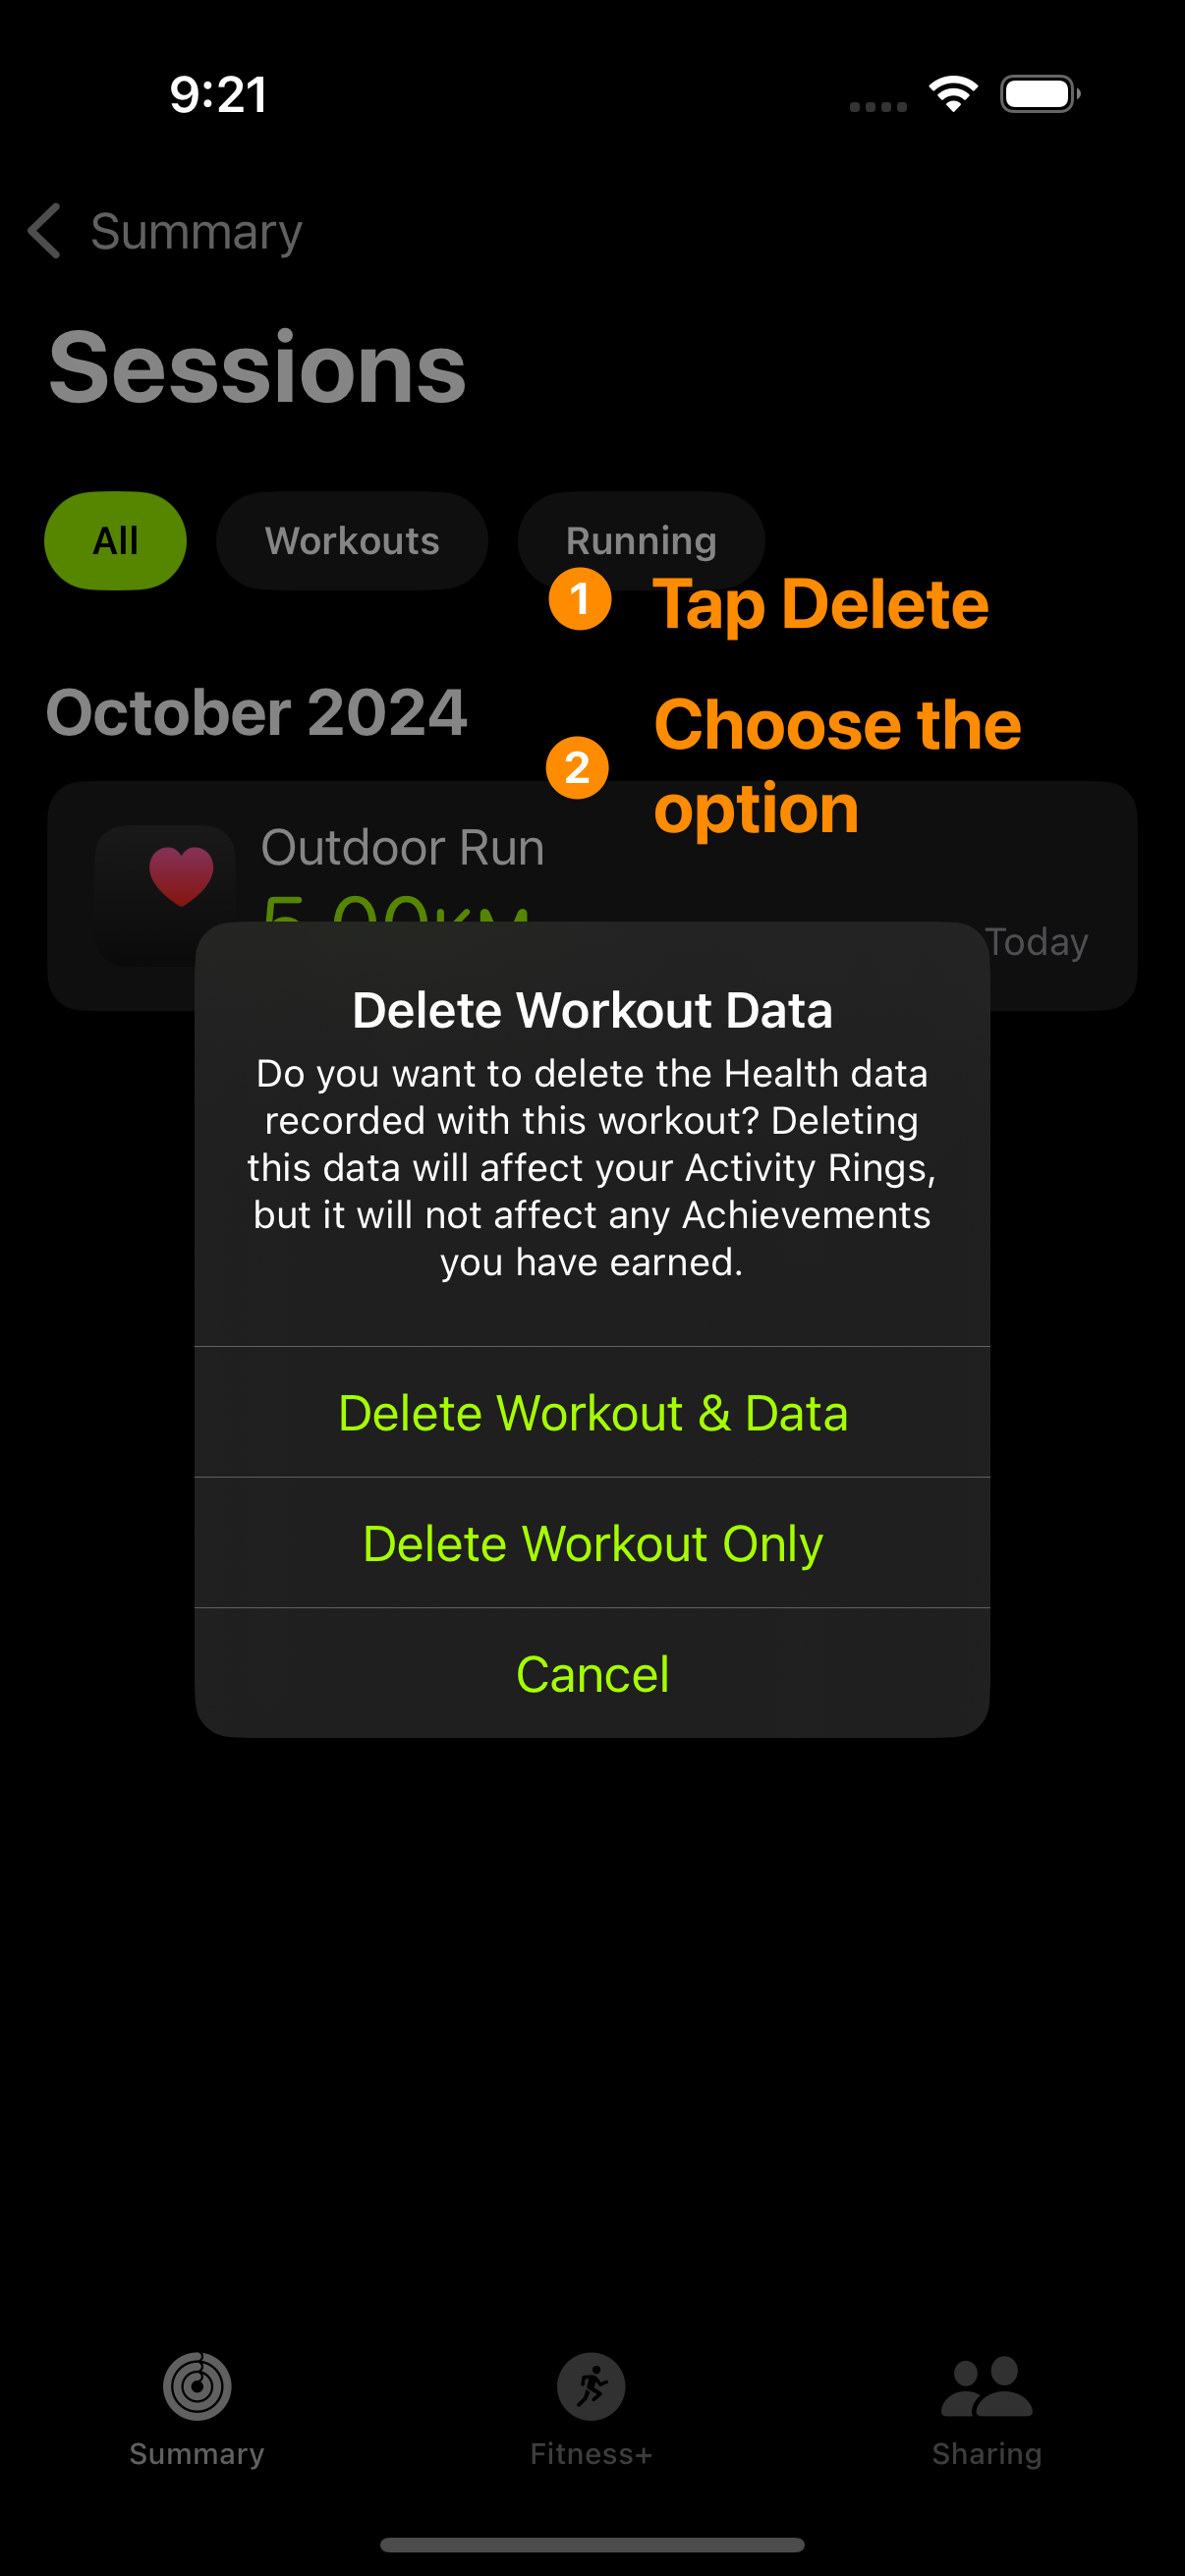 9:21
Summary
Sessions
All Workouts Running
1 Tap Delete
October 2024
2 Choose the
option
Outdoor Run
5.00KM
Today
Delete Workout Data
Do you want to delete the Health data
recorded with this workout? Deleting
this data will affect your Activity Rings,
but it will not affect any Achievements
you have earned.
Delete Workout & Data
Delete Workout Only
Cancel
Summary Fitness+ Sharing